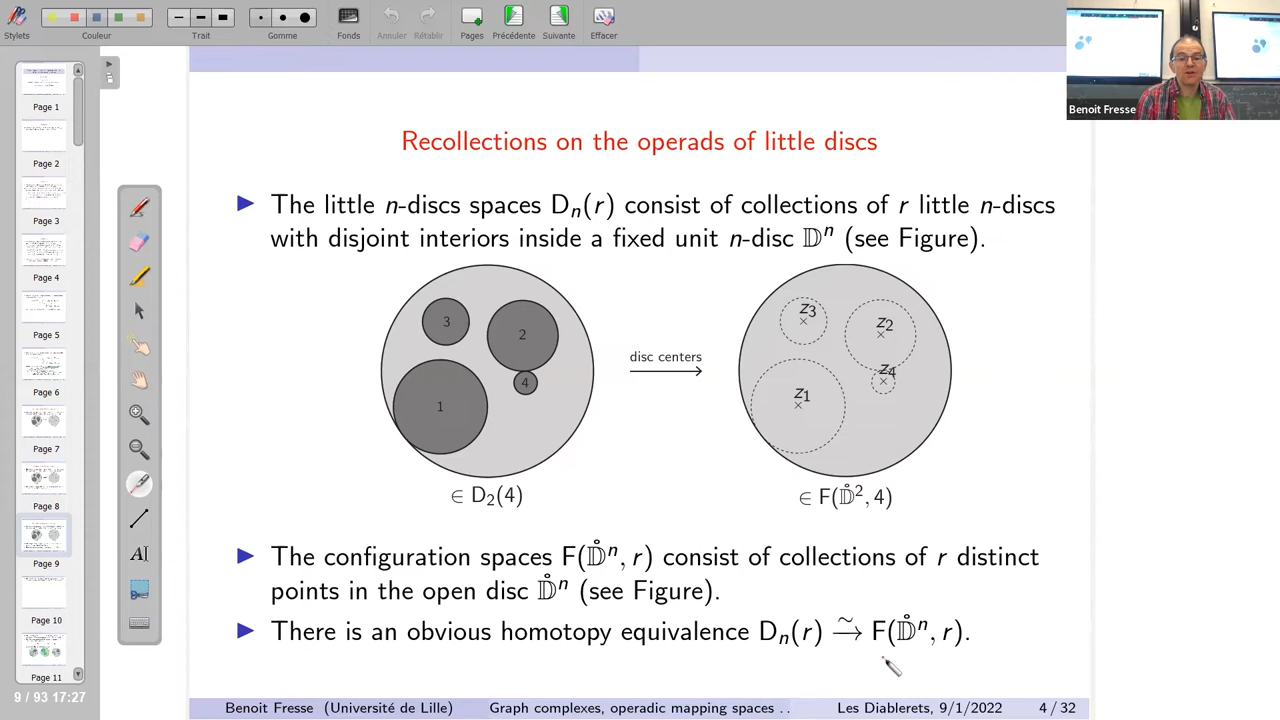 Stylets
Couleur
Trait
Gomme
Fonds
Annuler
Rétablir
Pages
Précédente
Suivante
Effacer
Benoit Fresse
Page 1
Page 2
Page 3
Page 4
Page 5
Page 6
Page 7
Page 8
Page 9
Page 10
Page 11
9 / 93 17:27
Recollections on the operads of little discs
The little n-discs spaces Dₙ(r) consist of collections of r little n-discs
with disjoint interiors inside a fixed unit n-disc 𝔻ⁿ (see Figure).
3
2
4
1
disc centers
z₃
z₂
z₄
z₁
∈ D₂(4)
∈ F(𝔻̊², 4)
The configuration spaces F(𝔻̊ⁿ, r) consist of collections of r distinct
points in the open disc 𝔻̊ⁿ (see Figure).
There is an obvious homotopy equivalence Dₙ(r) ⥲ F(𝔻̊ⁿ, r).
Benoit Fresse (Université de Lille)
Graph complexes, operadic mapping spaces . .
Les Diablerets, 9/1/2022
4 / 32
AI